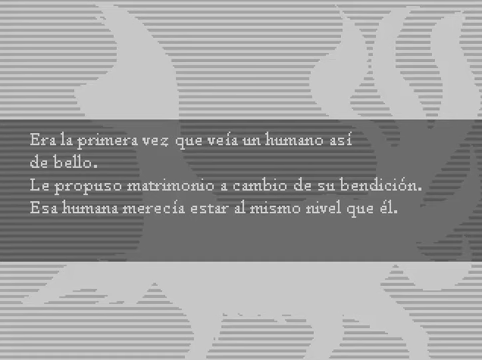 Era la primera vez que veía un humano así
de bello.
Le propuso matrimonio a cambio de su bendición.
Esa humana merecía estar al mismo nivel que él.